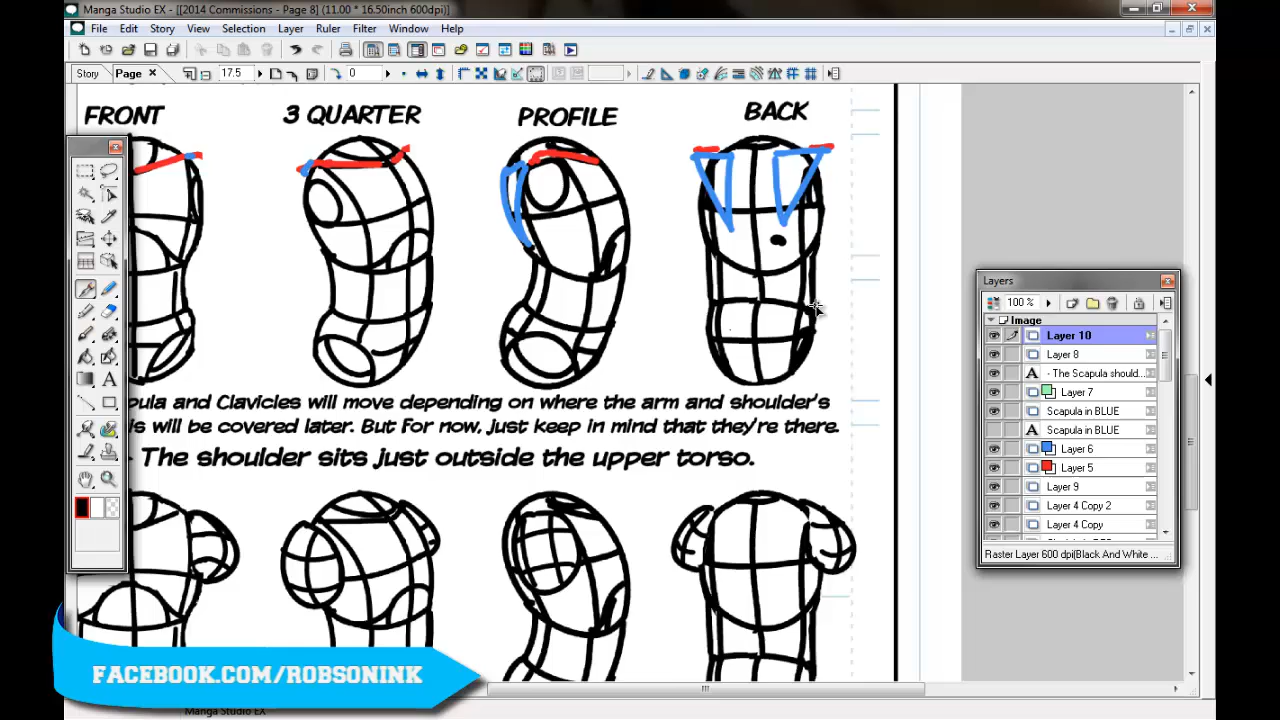 Manga Studio EX - [[2014 Commissions - Page 8] (11.00 * 16.50inch 600dpi)]
File Edit Story View Selection Layer Ruler Filter Window Help
Story Page 17.5 0
FRONT 3 QUARTER PROFILE BACK
pula and Clavicles will move depending on where the arm and shoulder's
is will be covered later. But For now, just keep in mind that they're there.
- The shoulder sits just outside the upper torso.
Layers
100 %
Image
Layer 10
Layer 8
A - The Scapula should...
Layer 7
Scapula in BLUE
A Scapula in BLUE
Layer 6
Layer 5
Layer 9
Layer 4 Copy 2
Layer 4 Copy
Raster Layer 600 dpi(Black And White ...
FACEBOOK.COM/ROBSONINK
Manga Studio EX